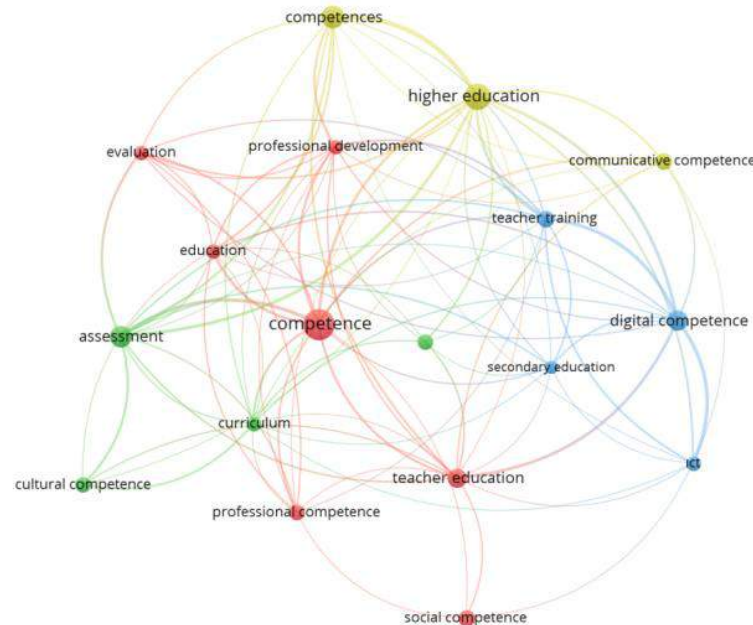 competences
higher education
evaluation
professional development
communicative competence
teacher training
education
competence
digital competence
assessment
secondary education
curriculum
ict
teacher education
cultural competence
professional competence
social competence